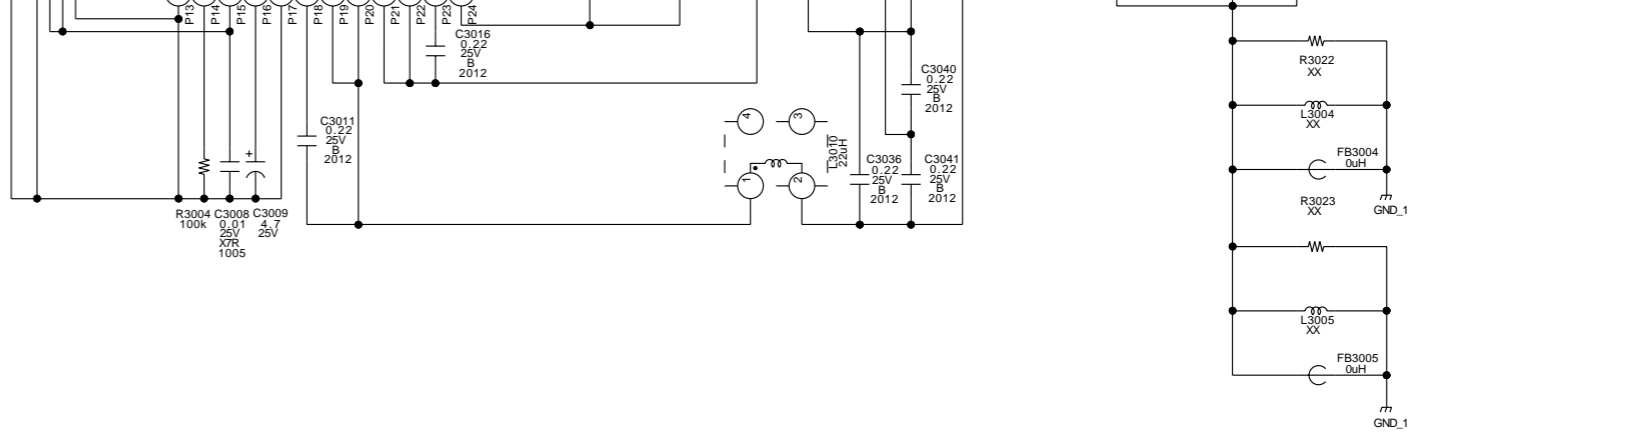 P13
P14
P15
P16
P17
P18
P19
P20
P21
P22
P23
P24
C3016
0.22
25V
B
2012
C3011
0.22
25V
B
2012
R3004
100k
C3008
0.01
25V
X7R
1005
+
C3009
4.7
25V
4
3
1
2
L3010
22uH
C3036
0.22
25V
B
2012
C3040
0.22
25V
B
2012
C3041
0.22
25V
B
2012
R3022
XX
L3004
XX
FB3004
0uH
GND_1
R3023
XX
L3005
XX
FB3005
0uH
GND_1